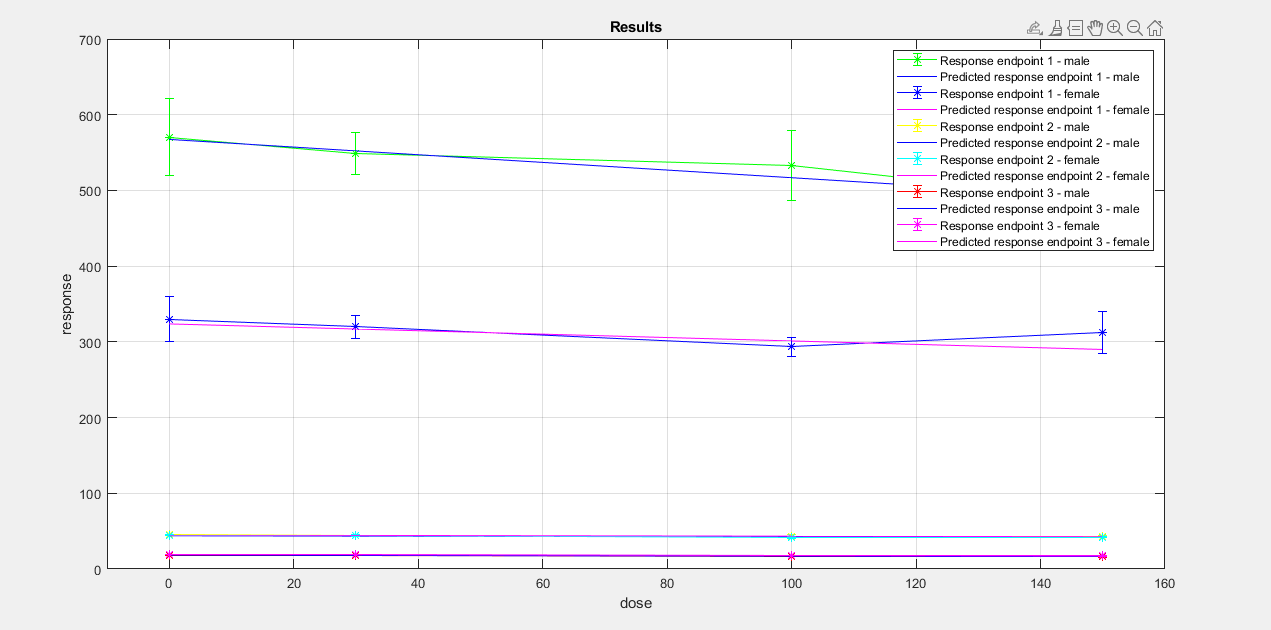 Results
700
600
500
400
300
200
100
0
response
0
20
40
60
80
100
120
140
160
dose
Response endpoint 1 - male
Predicted response endpoint 1 - male
Response endpoint 1 - female
Predicted response endpoint 1 - female
Response endpoint 2 - male
Predicted response endpoint 2 - male
Response endpoint 2 - female
Predicted response endpoint 2 - female
Response endpoint 3 - male
Predicted response endpoint 3 - male
Response endpoint 3 - female
Predicted response endpoint 3 - female